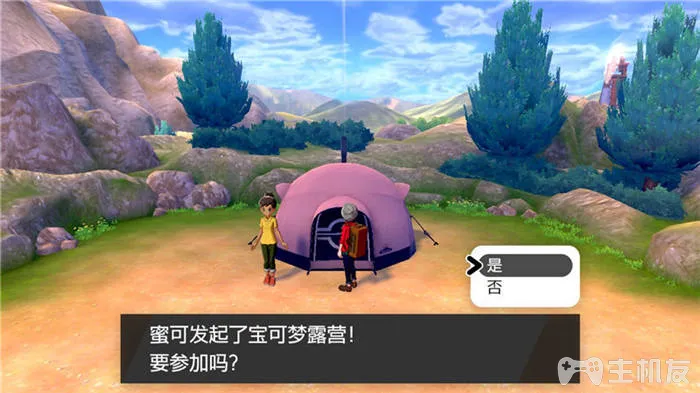 是
否
蜜可发起了宝可梦露营！
要参加吗？
主机友